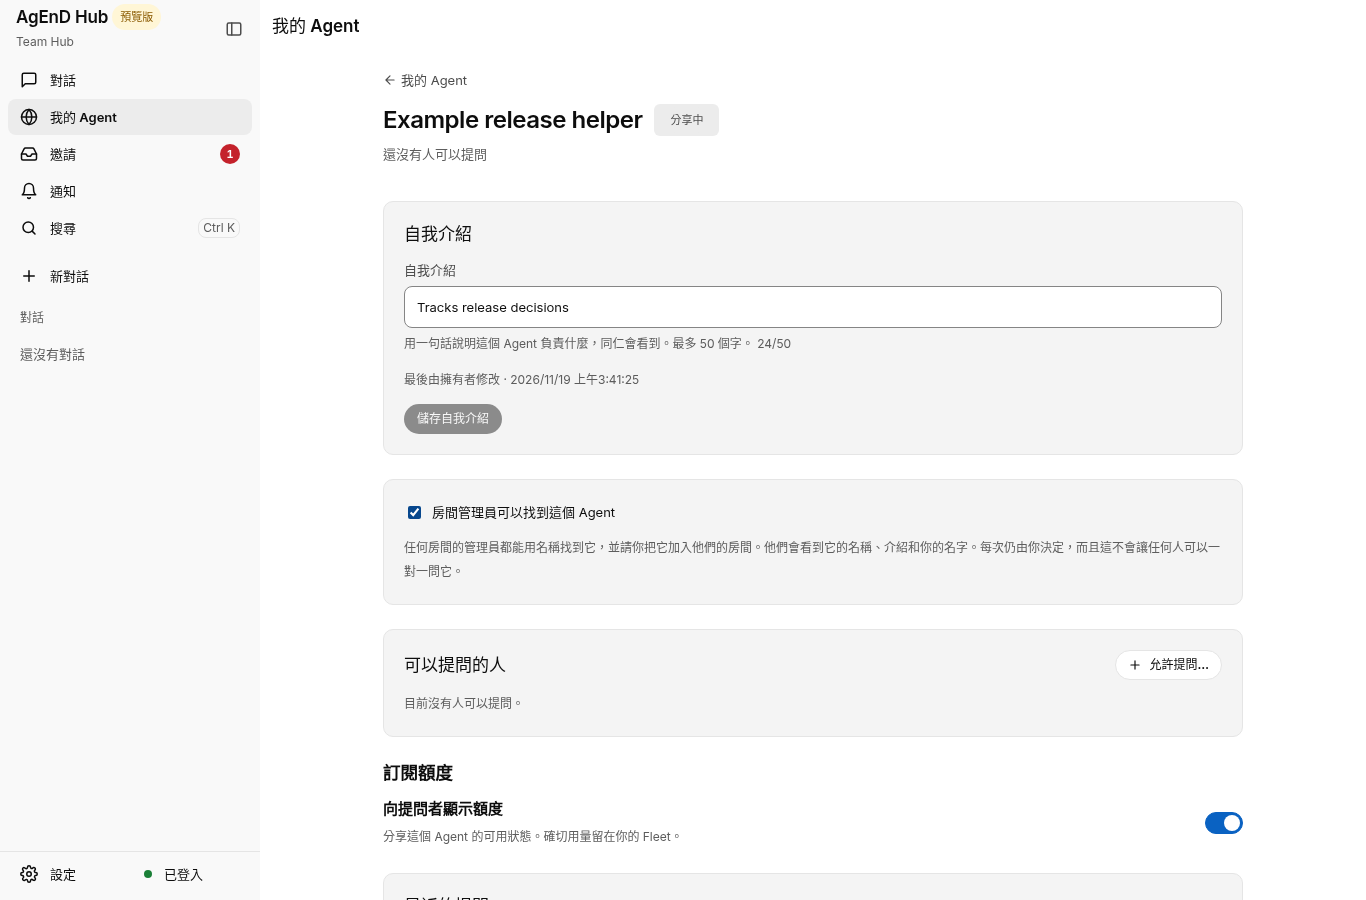 AgEnD Hub 預覽版
Team Hub
對話
我的 Agent
邀請 1
通知
搜尋 Ctrl K
新對話
對話
還沒有對話
設定 已登入
我的 Agent
我的 Agent
Example release helper 分享中
還沒有人可以提問
自我介紹
自我介紹
Tracks release decisions
用一句話說明這個 Agent 負責什麼，同仁會看到。最多 50 個字。 24/50
最後由擁有者修改 · 2026/11/19 上午3:41:25
儲存自我介紹
房間管理員可以找到這個 Agent
任何房間的管理員都能用名稱找到它，並請你把它加入他們的房間。他們會看到它的名稱、介紹和你的名字。每次仍由你決定，而且這不會讓任何人可以一
對一問它。
可以提問的人 允許提問...
目前沒有人可以提問。
訂閱額度
向提問者顯示額度
分享這個 Agent 的可用狀態。確切用量留在你的 Fleet。